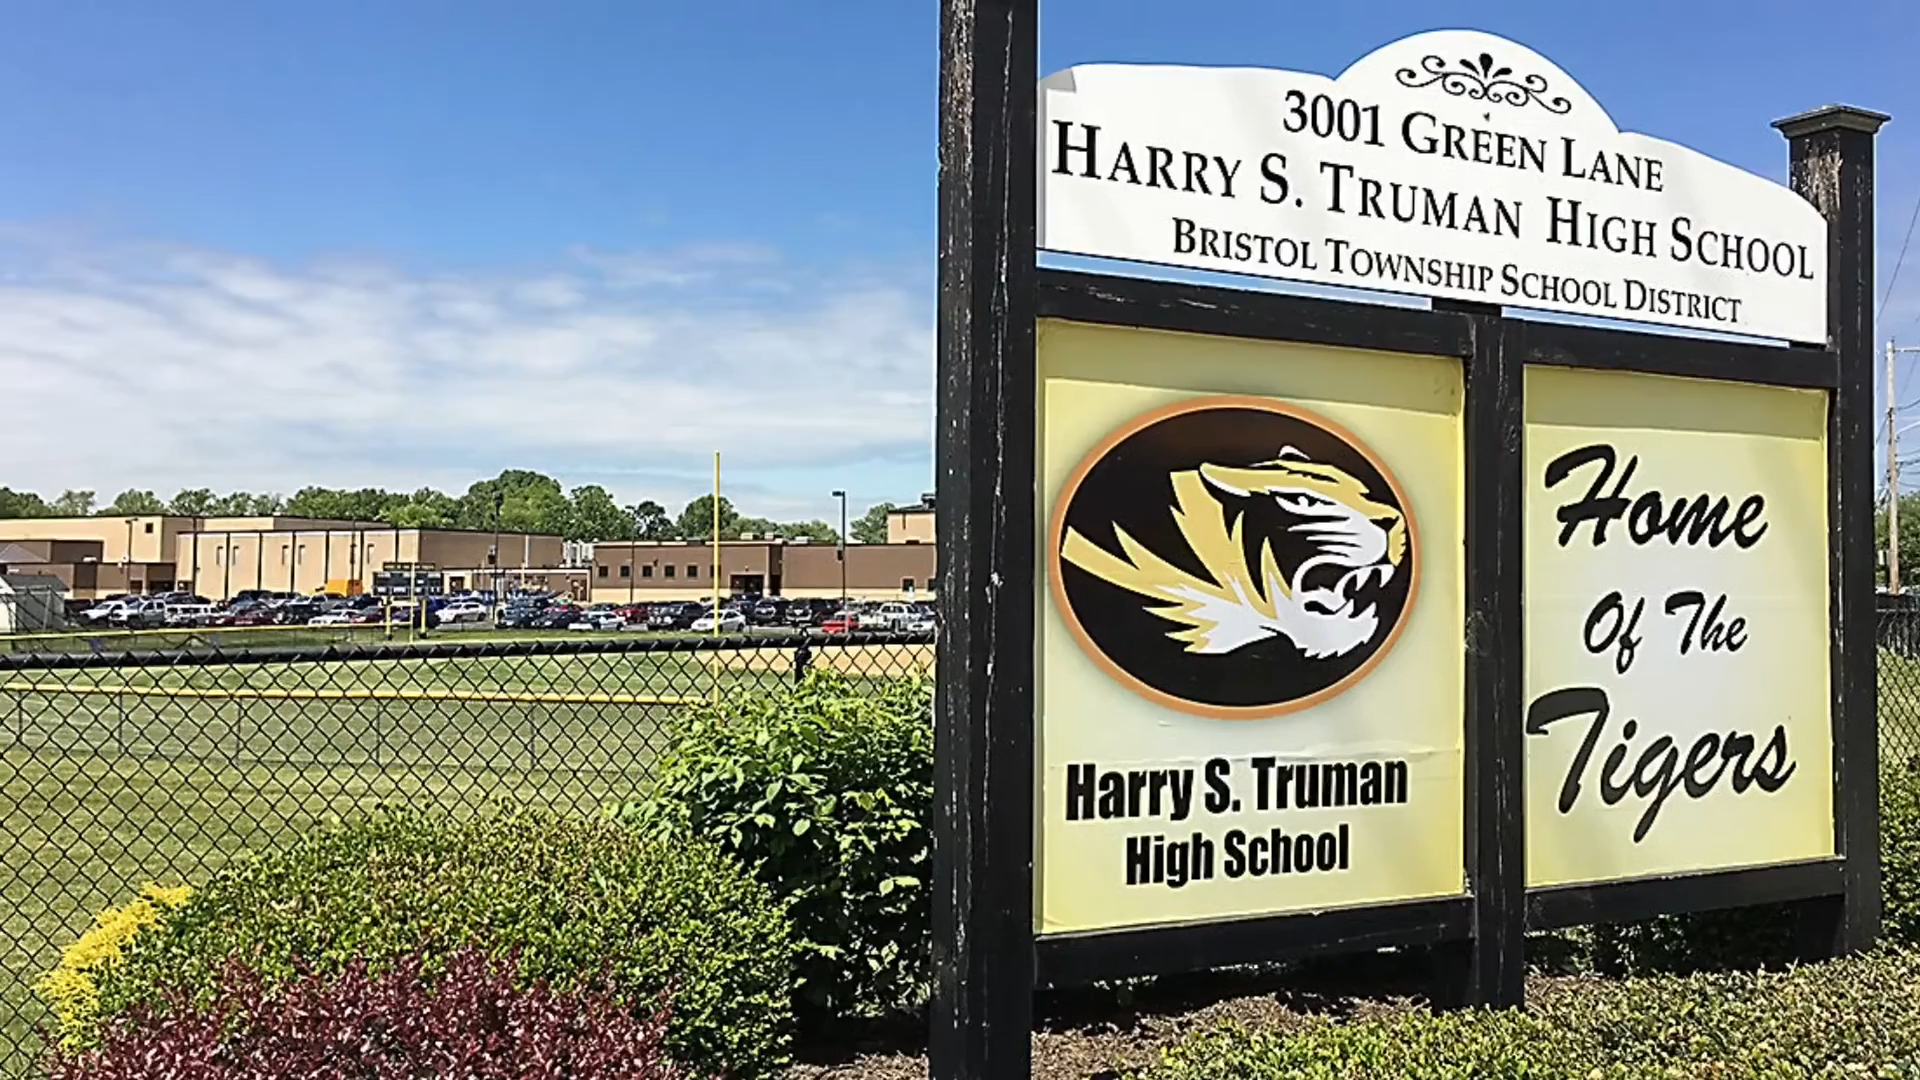 3001 GREEN LANE
HARRY S. TRUMAN HIGH SCHOOL
BRISTOL TOWNSHIP SCHOOL DISTRICT
Harry S. Truman
High School
Home
Of The
Tigers